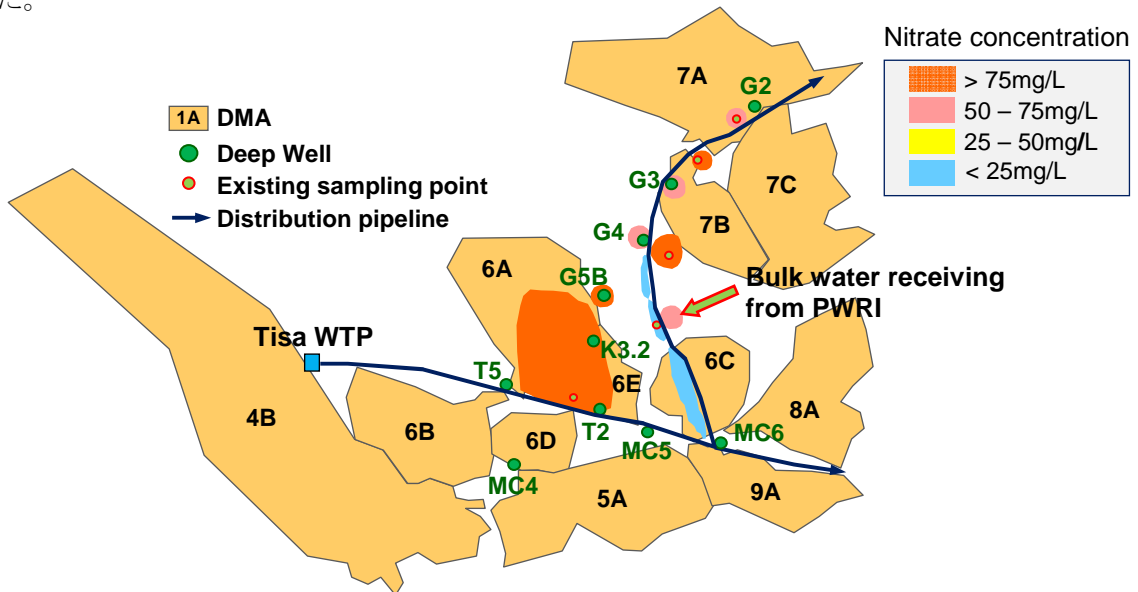 た。
Nitrate concentration
> 75mg/L
50 – 75mg/L
25 – 50mg/L
< 25mg/L
1A DMA
Deep Well
Existing sampling point
Distribution pipeline
7A
G2
7C
G3
7B
G4
6A
G5B
Bulk water receiving
from PWRI
Tisa WTP
K3.2
6C
T5
6E
8A
4B
6B
T2
6D
MC5
MC6
MC4
5A
9A